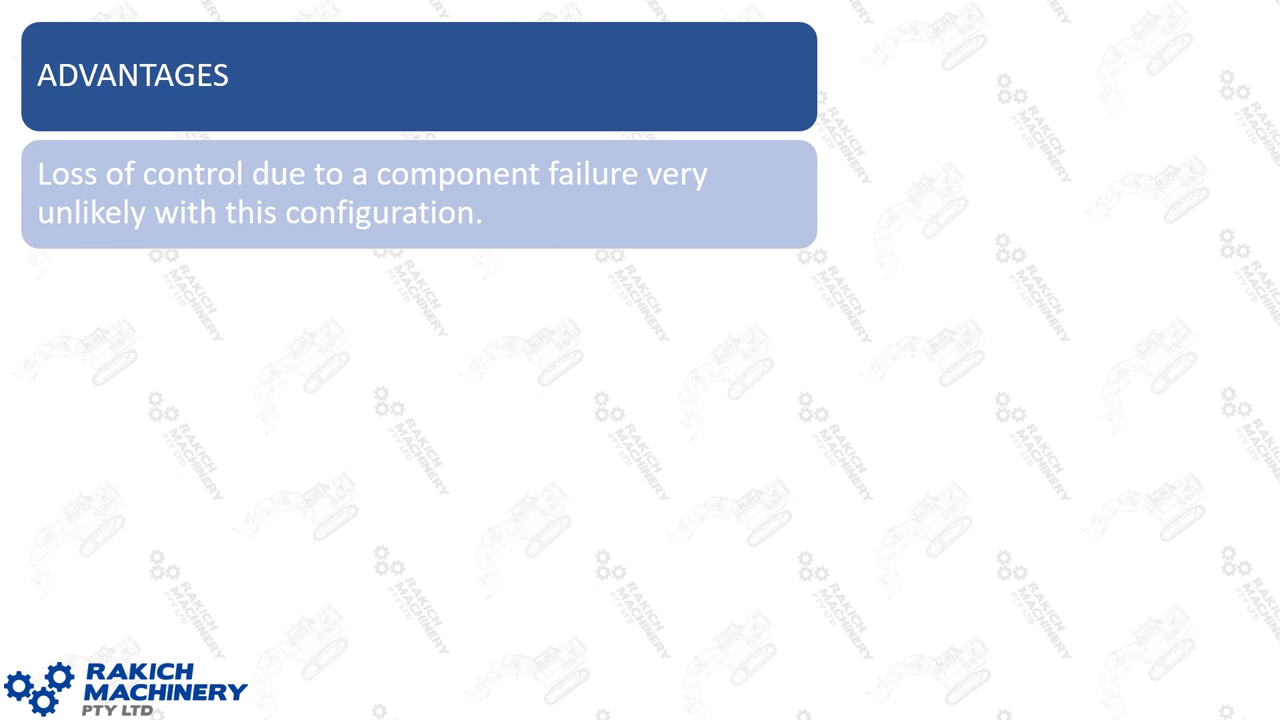 ADVANTAGES
Loss of control due to a component failure very
unlikely with this configuration.
RAKICH
MACHINERY
PTY LTD